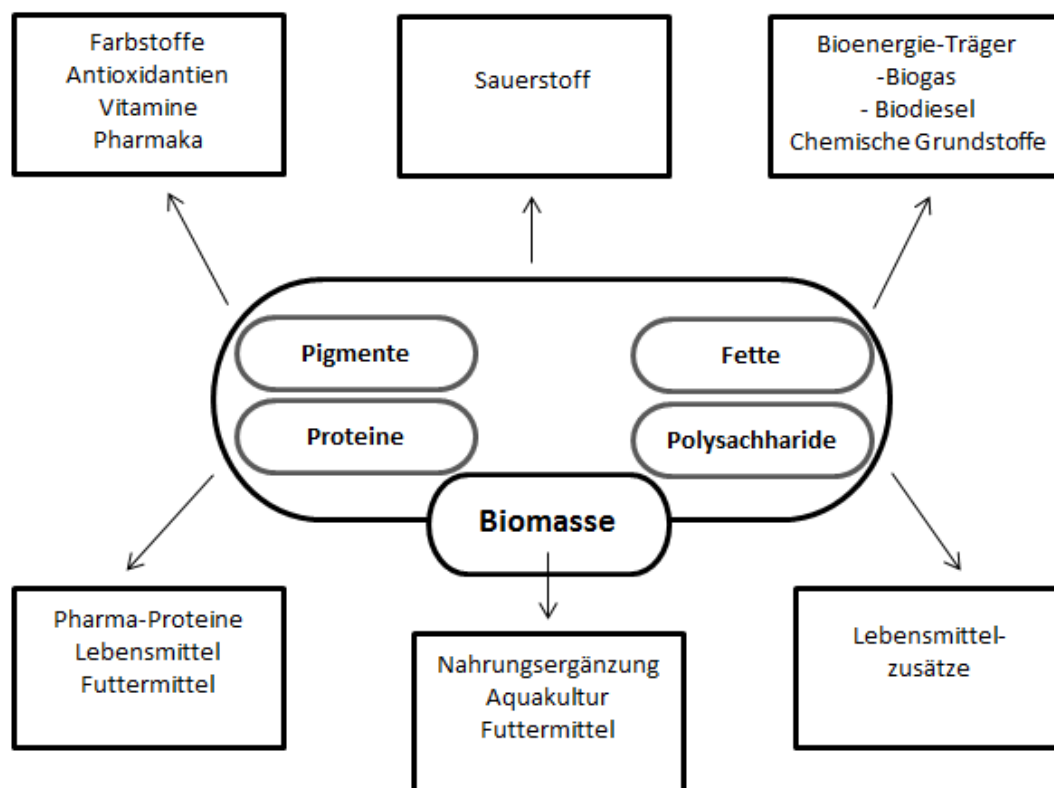 Farbstoffe
Antioxidantien
Vitamine
Pharmaka
Sauerstoff
Bioenergie-Träger
-Biogas
- Biodiesel
Chemische Grundstoffe
Pigmente
Fette
Proteine
Polysachharide
Biomasse
Pharma-Proteine
Lebensmittel
Futtermittel
Nahrungsergänzung
Aquakultur
Futtermittel
Lebensmittel-
zusätze